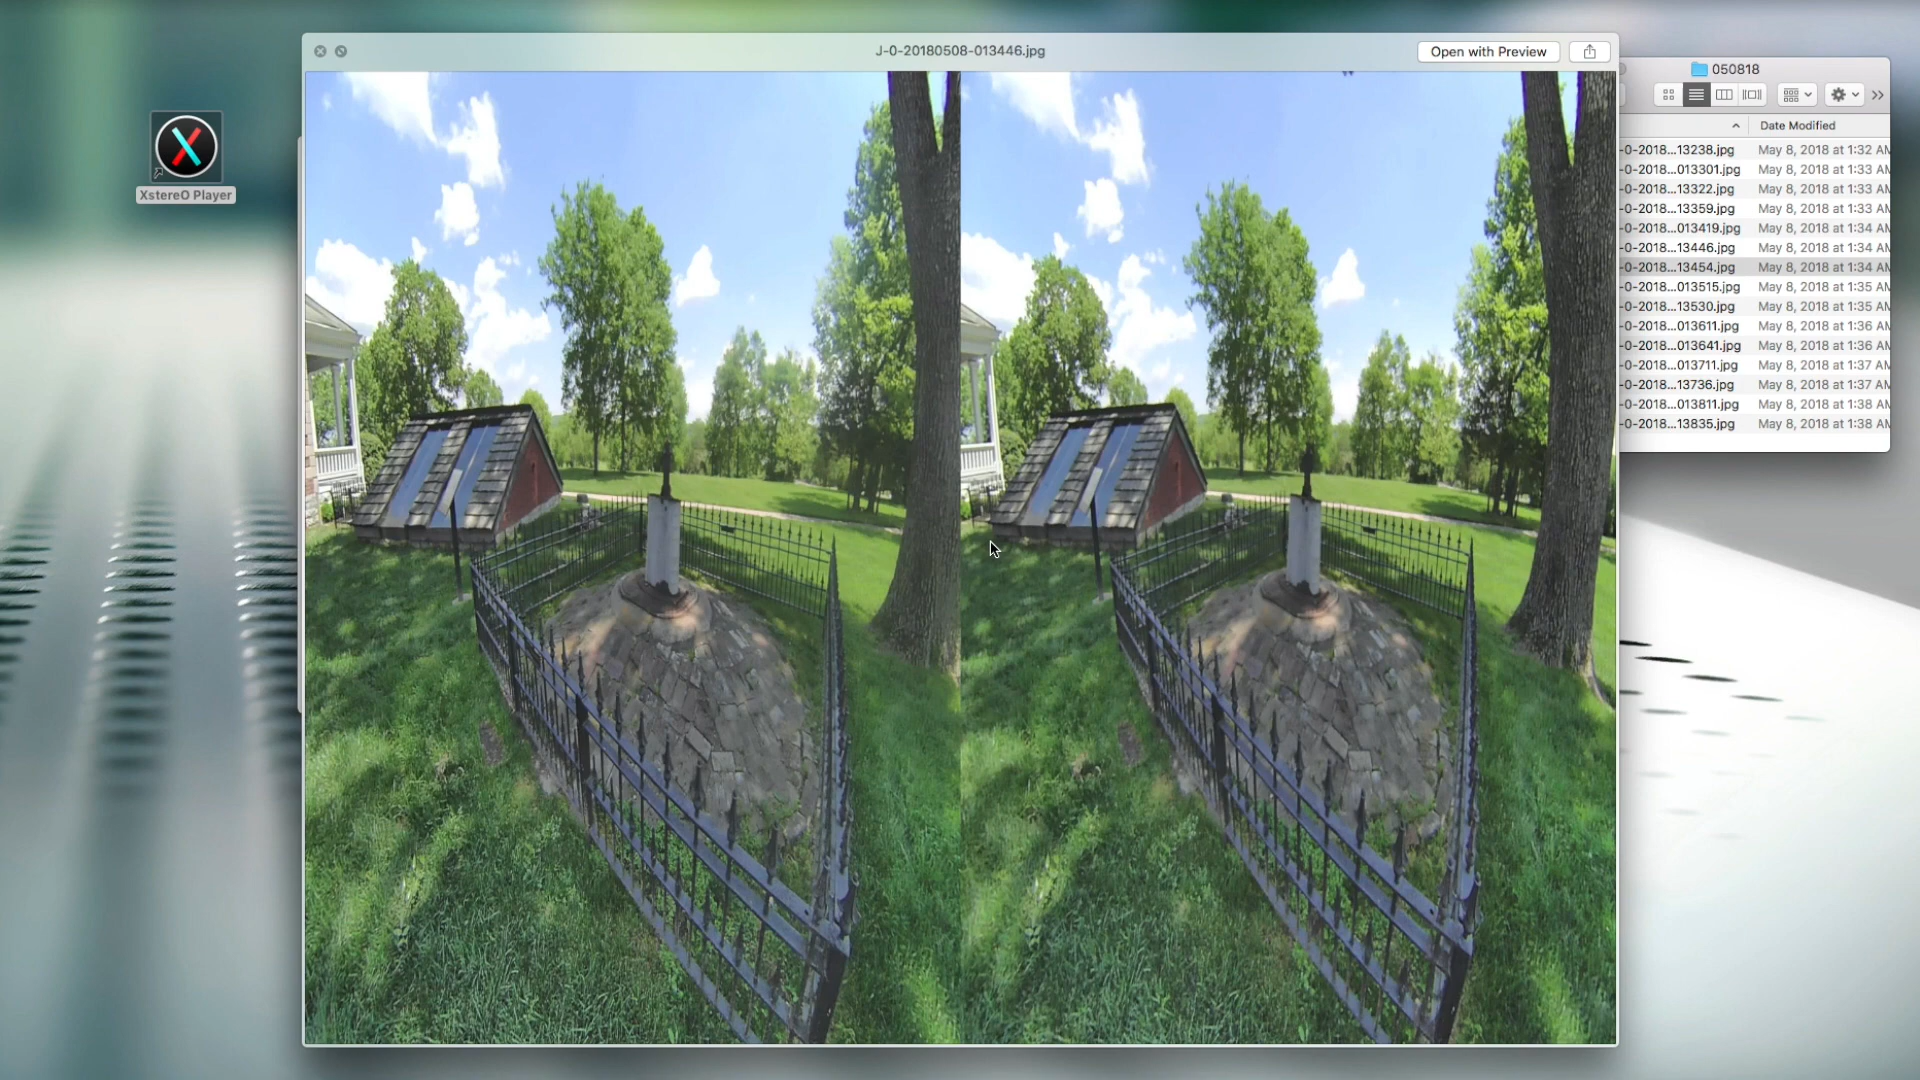 J-0-20180508-013446.jpg
Open with Preview
XstereO Player
050818
Date Modified
-0-2018...13238.jpg May 8, 2018 at 1:32 AM
-0-2018...013301.jpg May 8, 2018 at 1:33 AM
-0-2018...13322.jpg May 8, 2018 at 1:33 AM
-0-2018...13359.jpg May 8, 2018 at 1:33 AM
-0-2018...013419.jpg May 8, 2018 at 1:34 AM
-0-2018...13446.jpg May 8, 2018 at 1:34 AM
-0-2018...13454.jpg May 8, 2018 at 1:34 AM
-0-2018...013515.jpg May 8, 2018 at 1:35 AM
-0-2018...13530.jpg May 8, 2018 at 1:35 AM
-0-2018...013611.jpg May 8, 2018 at 1:36 AM
-0-2018...013641.jpg May 8, 2018 at 1:36 AM
-0-2018...013711.jpg May 8, 2018 at 1:37 AM
-0-2018...13736.jpg May 8, 2018 at 1:37 AM
-0-2018...013811.jpg May 8, 2018 at 1:38 AM
-0-2018...13835.jpg May 8, 2018 at 1:38 AM